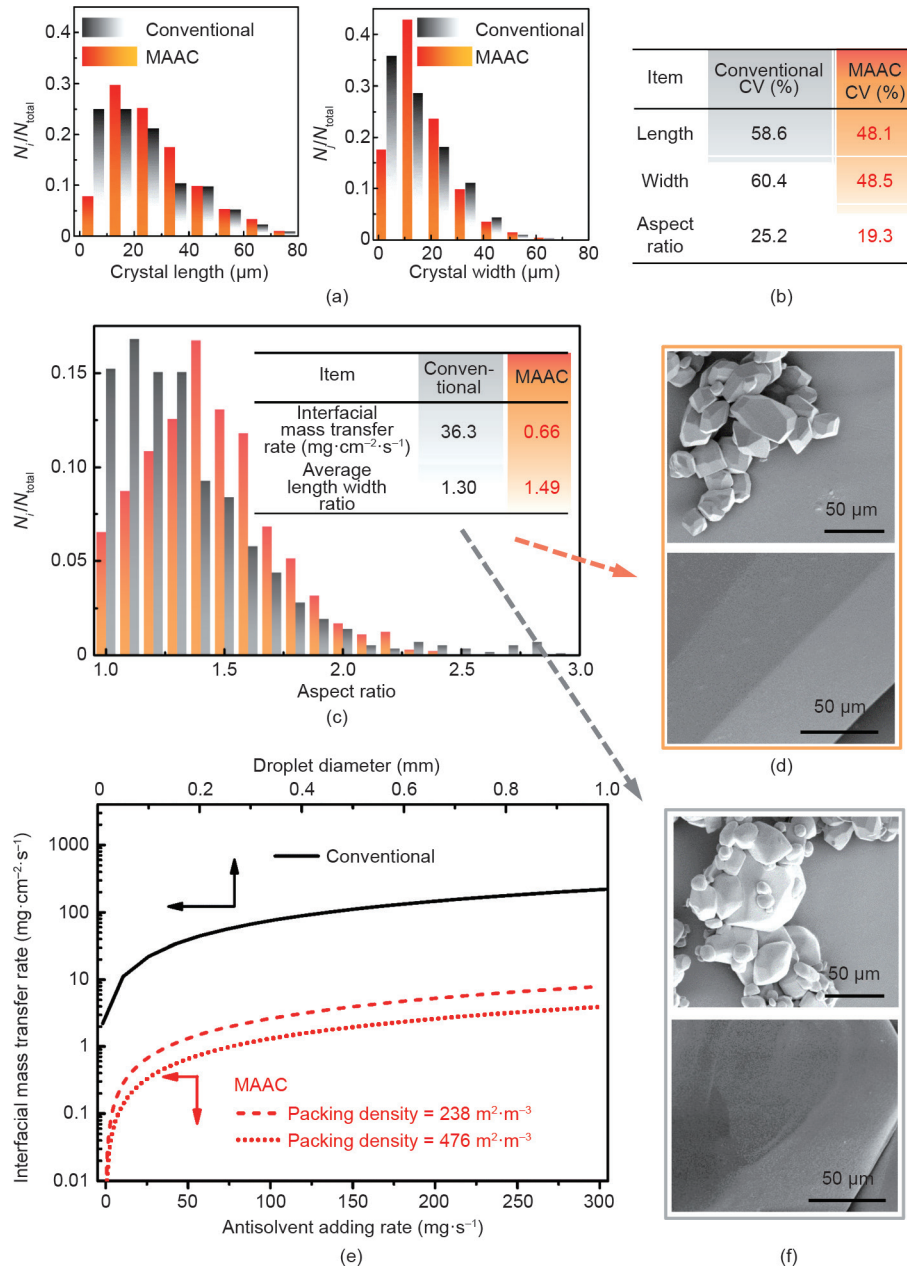 0.4
0.3
0.2
0.1
0
N_i/N_total
Conventional
MAAC
0 20 40 60 80
Crystal length (μm)
0.4
0.3
0.2
0.1
0
N_i/N_total
Conventional
MAAC
0 20 40 60 80
Crystal width (μm)
(a)
Item Conventional CV (%) MAAC CV (%)
Length 58.6 48.1
Width 60.4 48.5
Aspect ratio 25.2 19.3
(b)
0.15
0.10
0.05
0
N_i/N_total
Item Conven-tional MAAC
Interfacial
mass transfer
rate (mg·cm⁻²·s⁻¹) 36.3 0.66
Average
length width
ratio 1.30 1.49
1.0 1.5 2.0 2.5 3.0
Aspect ratio
(c)
50 μm
50 μm
(d)
Droplet diameter (mm)
0 0.2 0.4 0.6 0.8 1.0
1000
100
10
1
0.1
0.01
Interfacial mass transfer rate (mg·cm⁻²·s⁻¹)
Conventional
MAAC
Packing density = 238 m²·m⁻³
Packing density = 476 m²·m⁻³
0 50 100 150 200 250 300
Antisolvent adding rate (mg·s⁻¹)
(e)
50 μm
50 μm
(f)